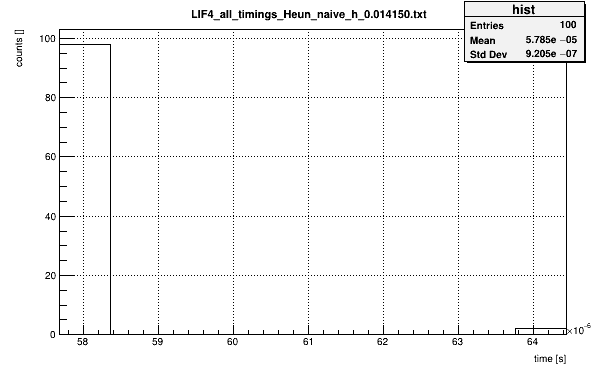 LIF4_all_timings_Heun_naive_h_0.014150.txt
hist
Entries 100
Mean 5.785e −05
Std Dev 9.205e −07
counts []
100
80
60
40
20
0
58 59 60 61 62 63 64
×10⁻⁶
time [s]